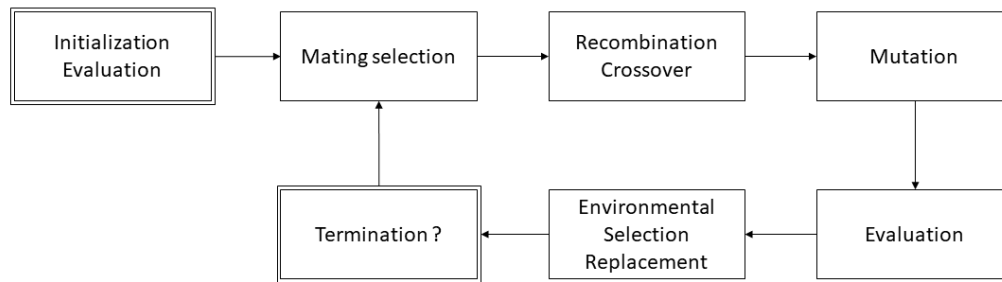 Initialization
Evaluation
Mating selection
Recombination
Crossover
Mutation
Evaluation
Environmental
Selection
Replacement
Termination ?